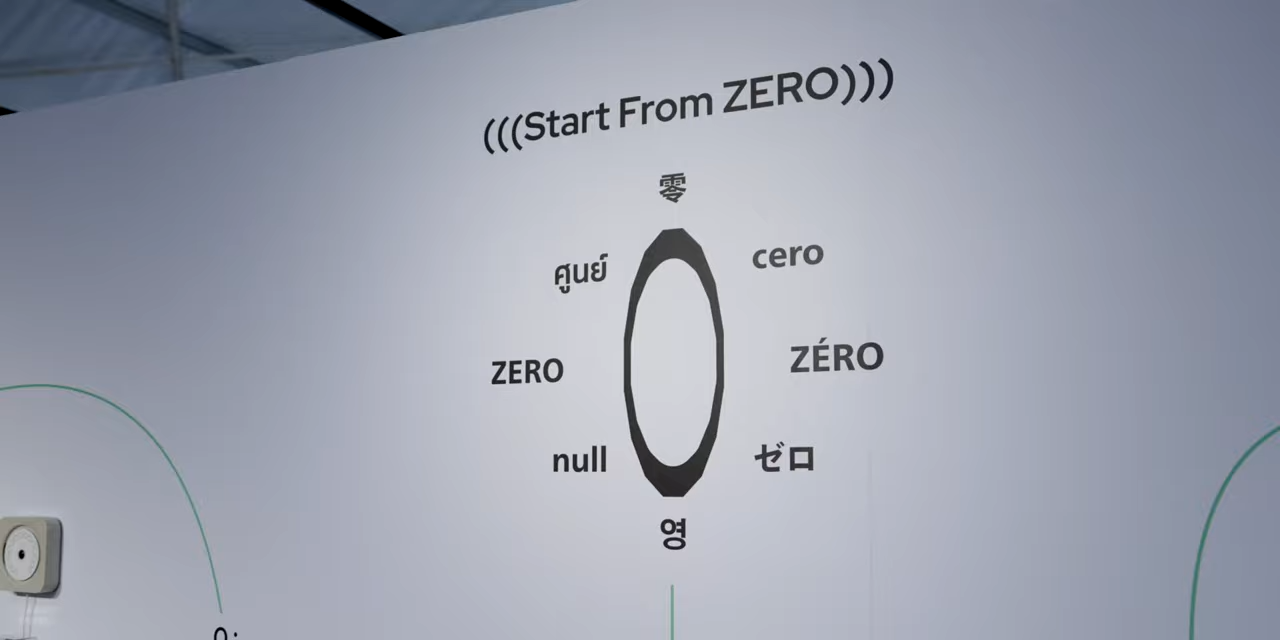 (((Start From ZERO)))
零
ศูนย์
cero
ZERO
ZÉRO
null
ゼロ
영